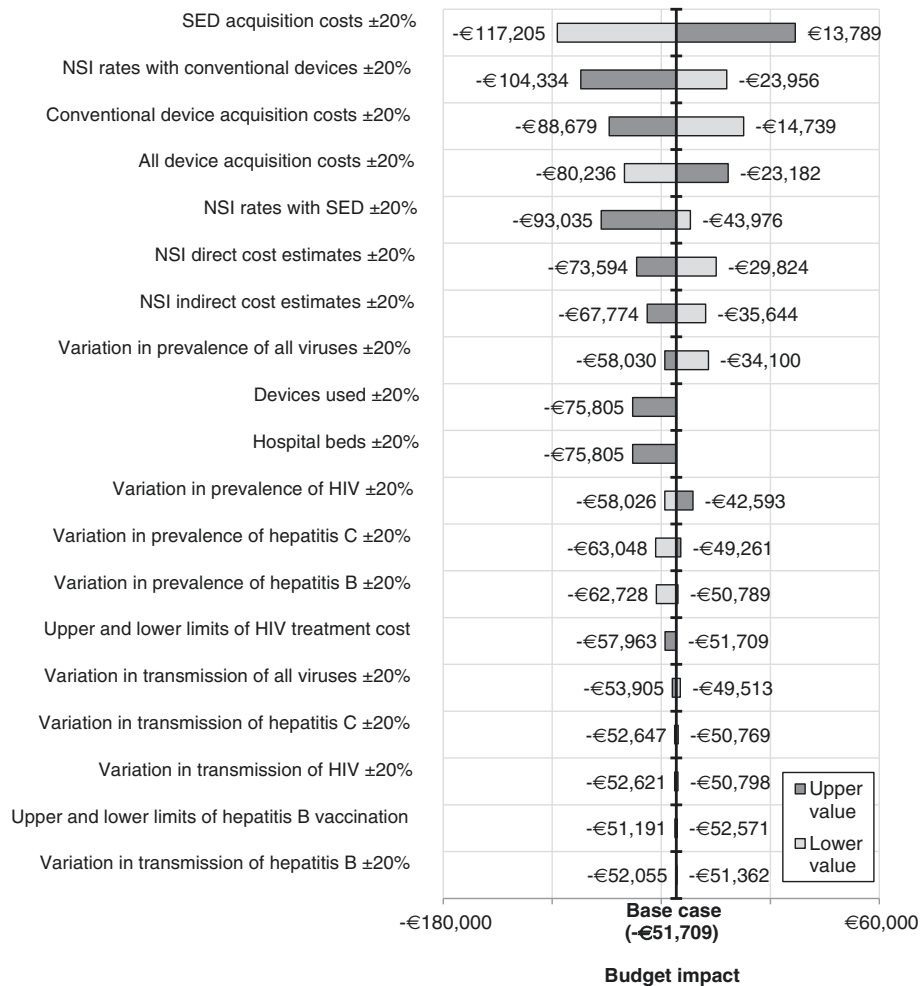 SED acquisition costs ±20%
-€117,205 €13,789
NSI rates with conventional devices ±20%
-€104,334 -€23,956
Conventional device acquisition costs ±20%
-€88,679 -€14,739
All device acquisition costs ±20%
-€80,236 -€23,182
NSI rates with SED ±20%
-€93,035 -€43,976
NSI direct cost estimates ±20%
-€73,594 -€29,824
NSI indirect cost estimates ±20%
-€67,774 -€35,644
Variation in prevalence of all viruses ±20%
-€58,030 -€34,100
Devices used ±20%
-€75,805
Hospital beds ±20%
-€75,805
Variation in prevalence of HIV ±20%
-€58,026 -€42,593
Variation in prevalence of hepatitis C ±20%
-€63,048 -€49,261
Variation in prevalence of hepatitis B ±20%
-€62,728 -€50,789
Upper and lower limits of HIV treatment cost
-€57,963 -€51,709
Variation in transmission of all viruses ±20%
-€53,905 -€49,513
Variation in transmission of hepatitis C ±20%
-€52,647 -€50,769
Variation in transmission of HIV ±20%
-€52,621 -€50,798
Upper and lower limits of hepatitis B vaccination
-€51,191 -€52,571
Variation in transmission of hepatitis B ±20%
-€52,055 -€51,362
Upper
value
Lower
value
-€180,000
Base case
(-€51,709)
€60,000
Budget impact